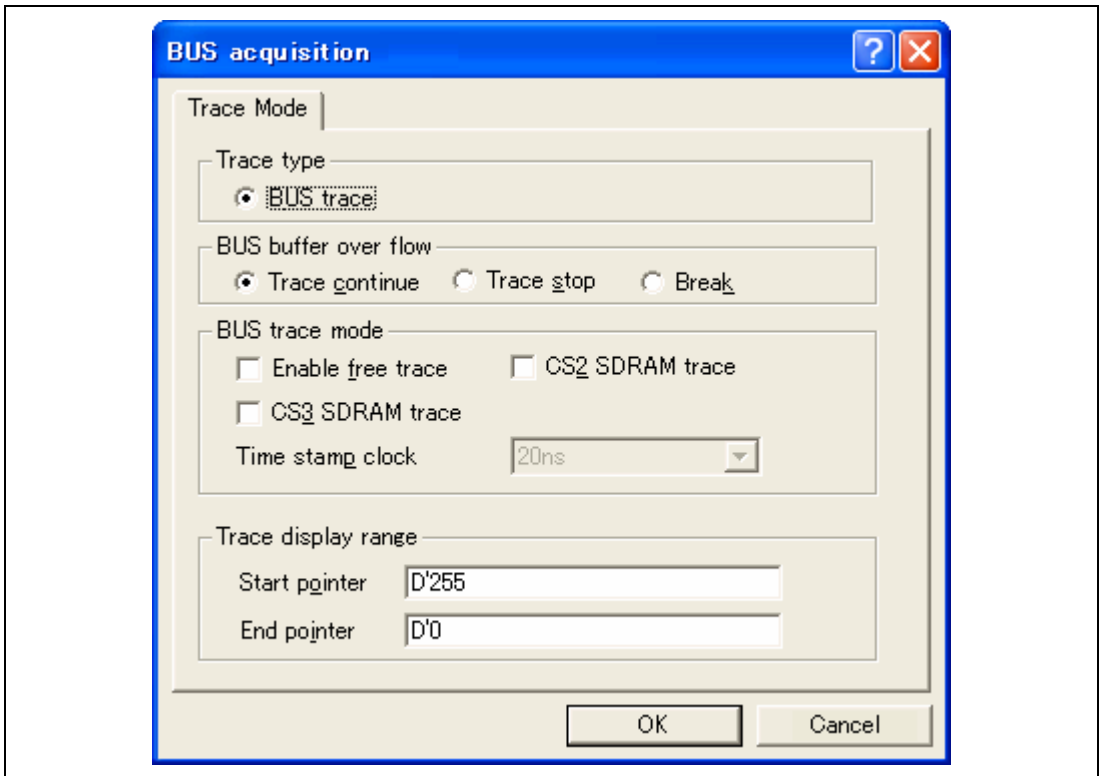 BUS acquisition
Trace Mode
Trace type
BUS trace
BUS buffer over flow
Trace continue Trace stop Break
BUS trace mode
Enable free trace CS2 SDRAM trace
CS3 SDRAM trace
Time stamp clock 20ns
Trace display range
Start pointer D'255
End pointer D'0
OK Cancel